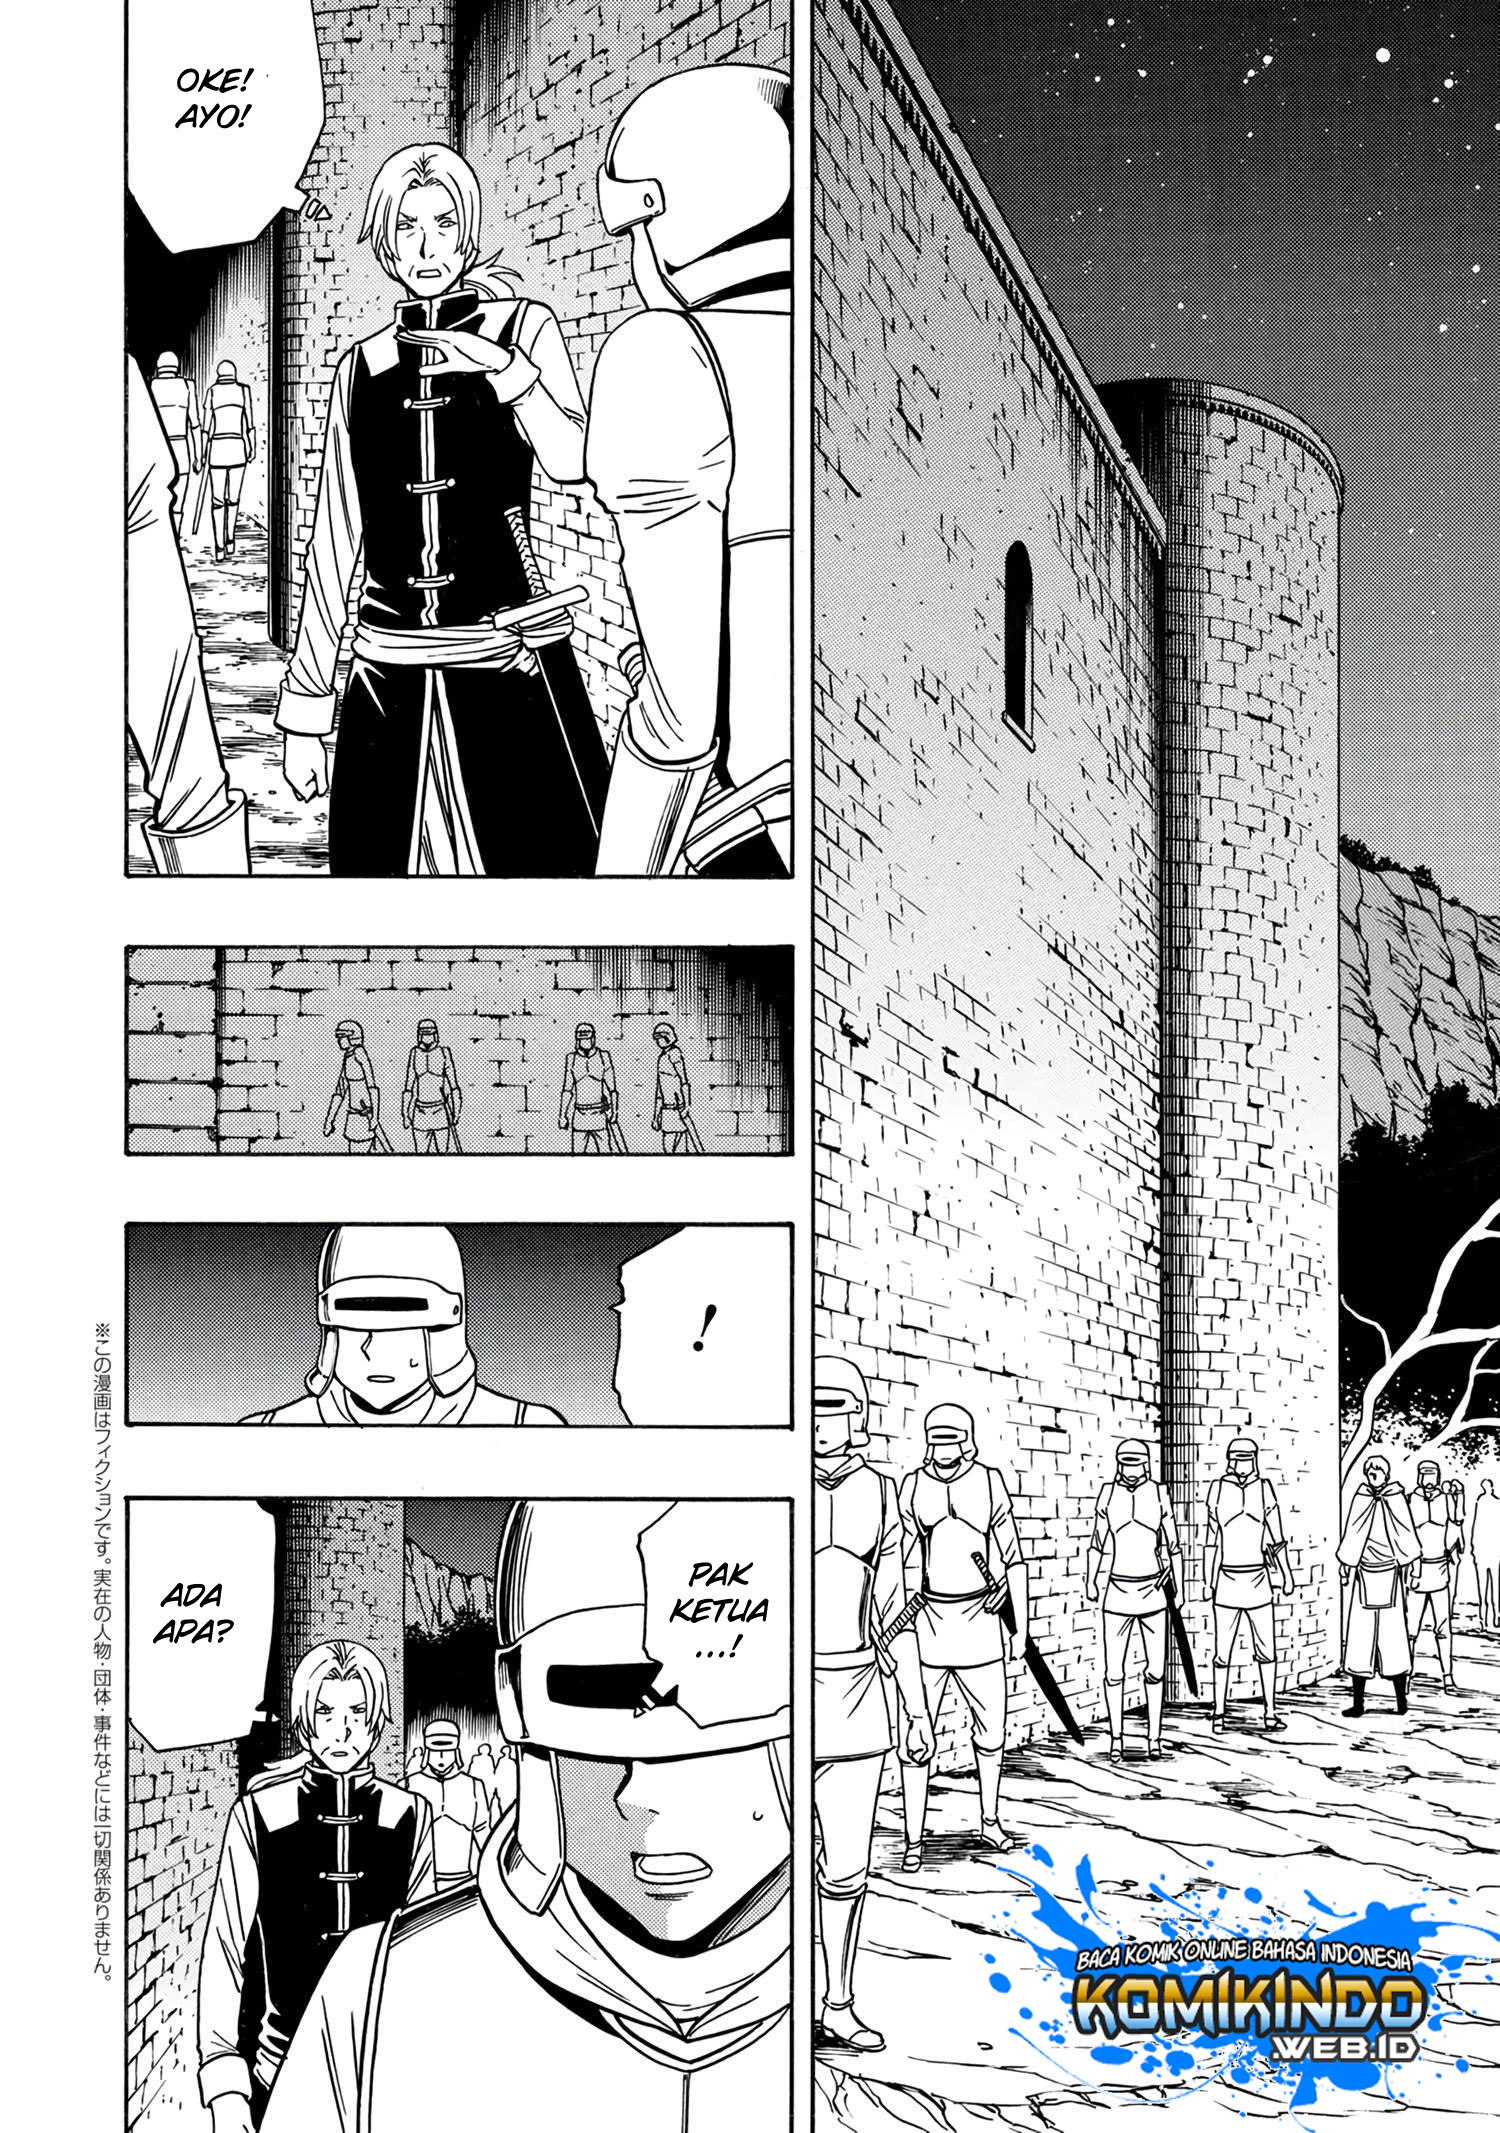 OKE!
AYO!
!
PAK
KETUA
...!
ADA
APA?
※この漫画はフィクションです。実在の人物・団体・事件などには一切関係ありません。
BACA KOMIK ONLINE BAHASA INDONESIA
KOMIKINDO
.WEB.ID